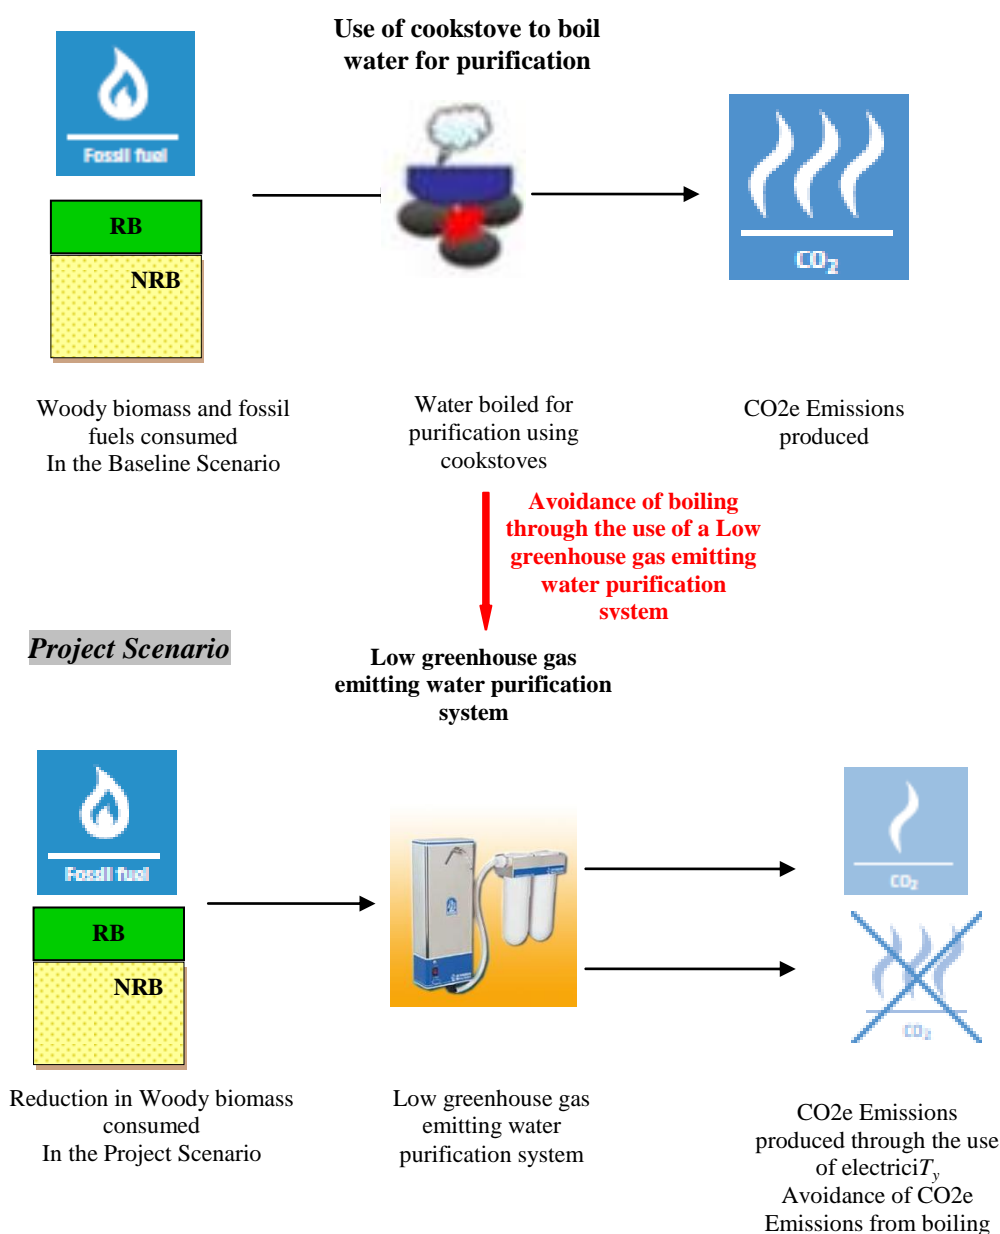 Use of cookstove to boil
water for purification
Fossil fuel
RB
NRB
CO2
Woody biomass and fossil
fuels consumed
In the Baseline Scenario
Water boiled for
purification using
cookstoves
CO2e Emissions
produced
Avoidance of boiling
through the use of a Low
greenhouse gas emitting
water purification
system
Project Scenario
Low greenhouse gas
emitting water purification
system
Fossil fuel
RB
NRB
CO2
CO2
Reduction in Woody biomass
consumed
In the Project Scenario
Low greenhouse gas
emitting water
purification system
CO2e Emissions
produced through the use
of electriciTy
Avoidance of CO2e
Emissions from boiling